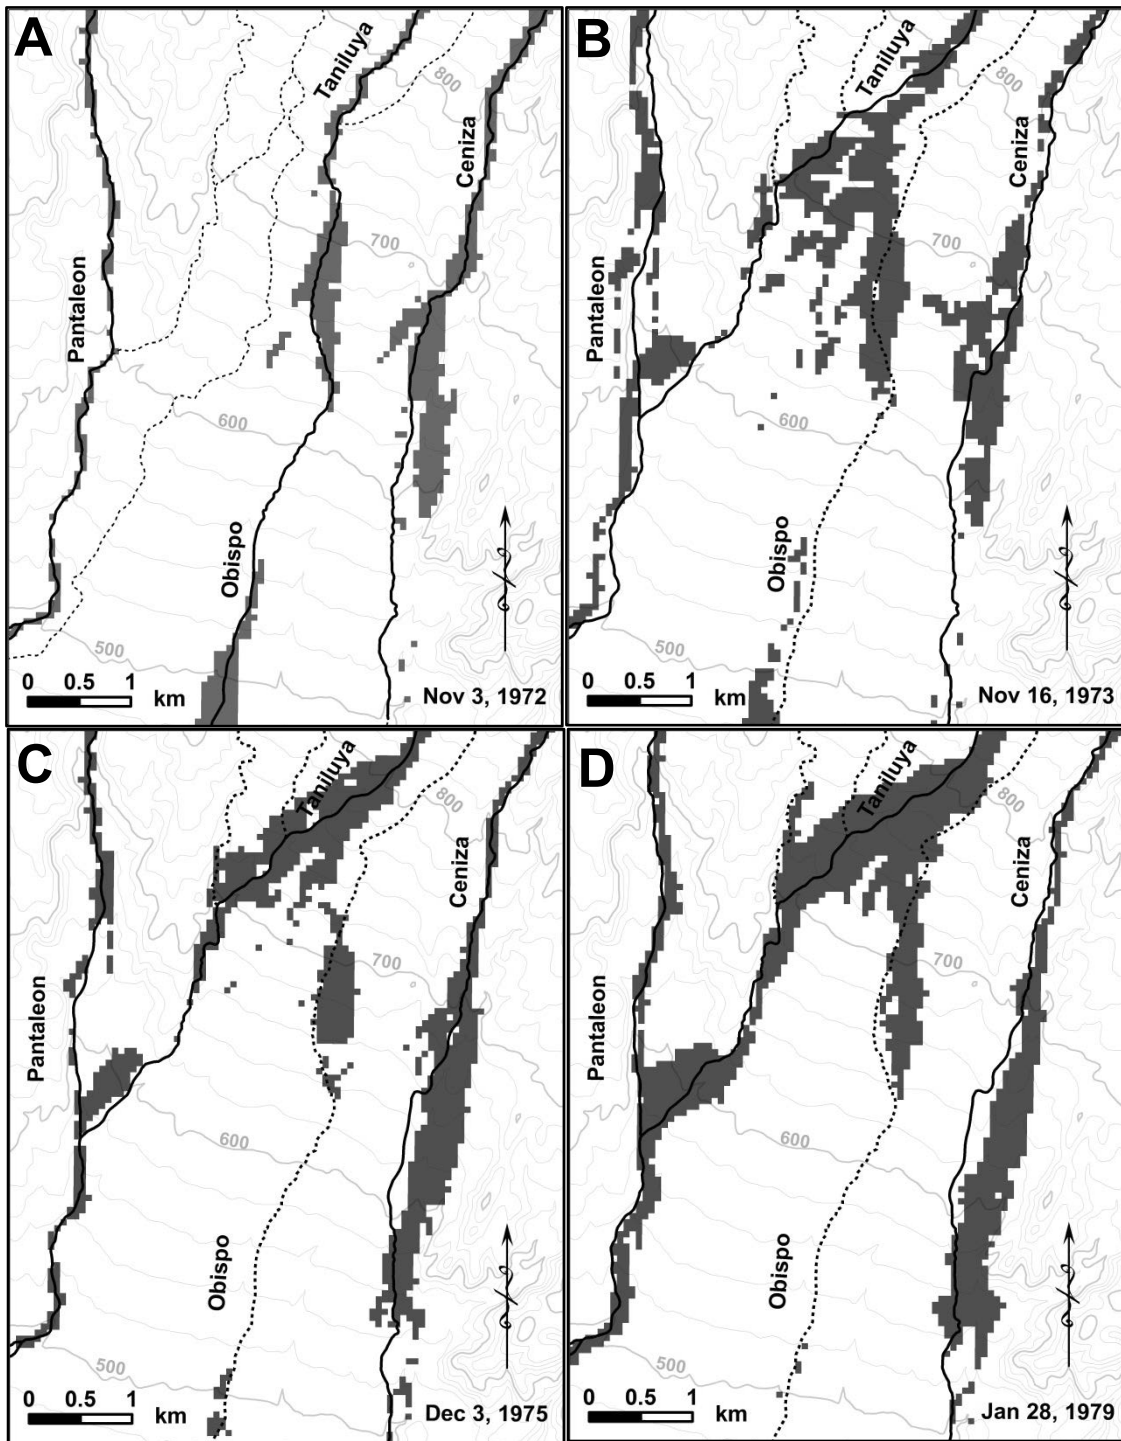 A
Taniluya
800
Ceniza
700
Pantaleon
600
Obispo
500
0 0.5 1
km
Nov 3, 1972
B
Taniluya
800
Ceniza
700
Pantaleon
600
Obispo
500
0 0.5 1
km
Nov 16, 1973
C
Taniluya
800
Ceniza
700
Pantaleon
600
Obispo
500
0 0.5 1
km
Dec 3, 1975
D
Taniluya
800
Ceniza
700
Pantaleon
600
Obispo
500
0 0.5 1
km
Jan 28, 1979